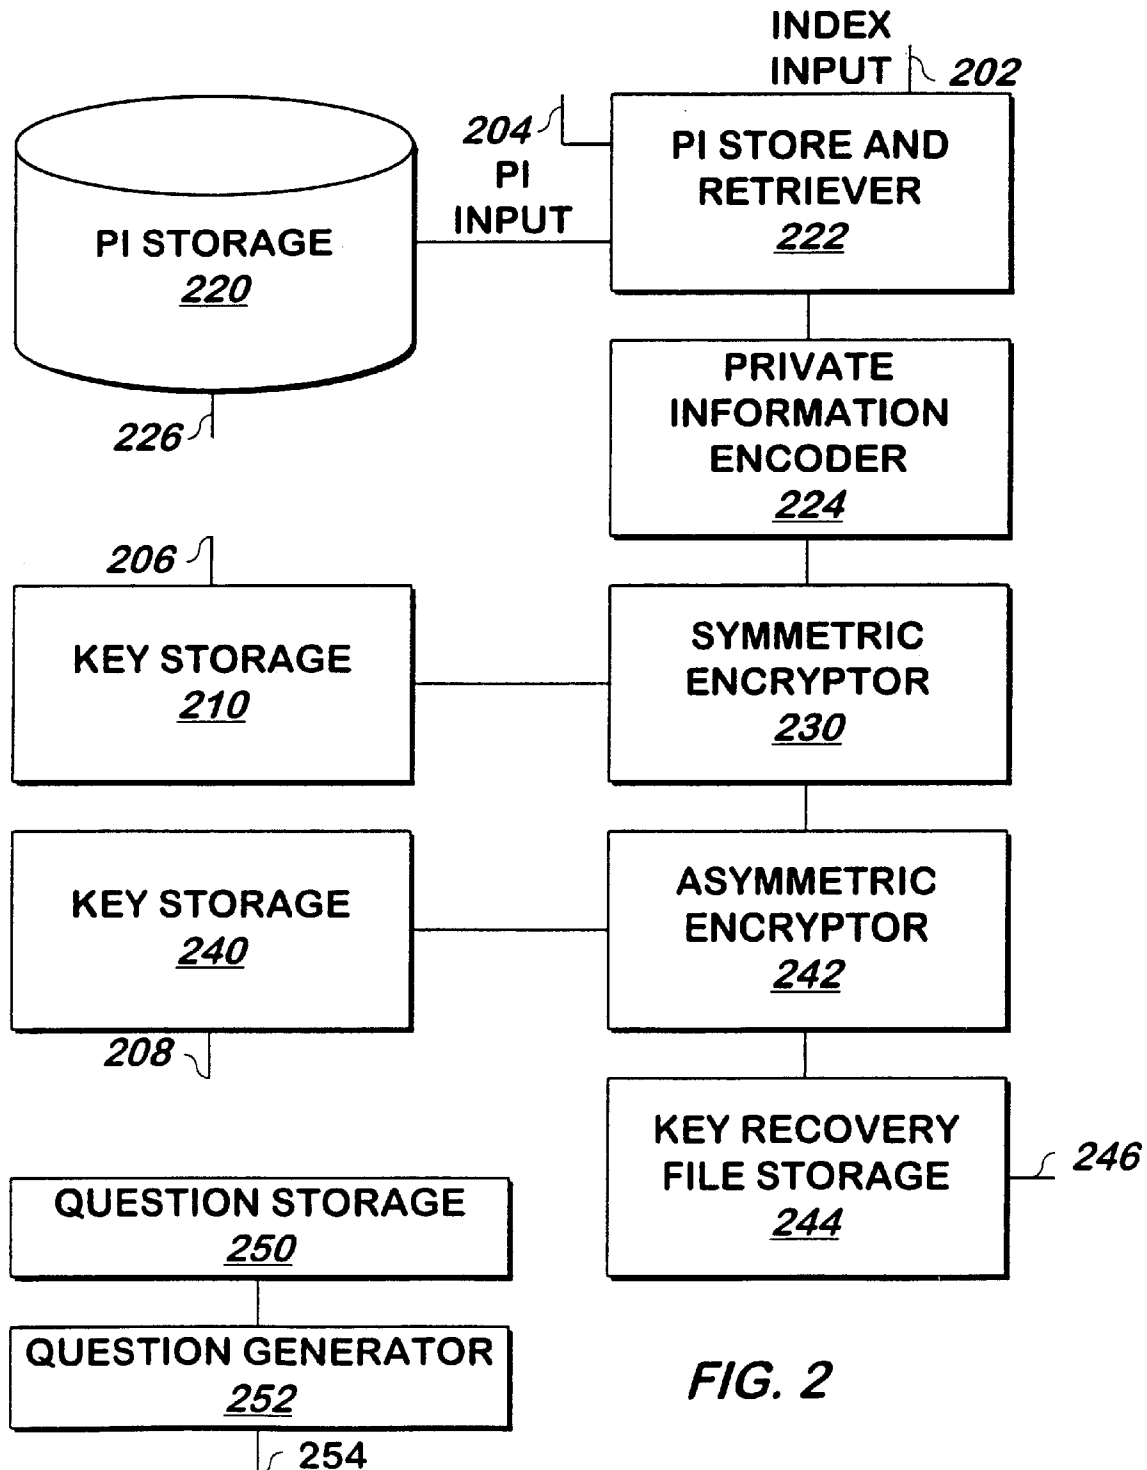 INDEX
INPUT
202
204
PI
INPUT
PI STORE AND
RETRIEVER
222
PI STORAGE
220
226
PRIVATE
INFORMATION
ENCODER
224
206
KEY STORAGE
210
SYMMETRIC
ENCRYPTOR
230
KEY STORAGE
240
208
ASYMMETRIC
ENCRYPTOR
242
KEY RECOVERY
FILE STORAGE
244
246
QUESTION STORAGE
250
QUESTION GENERATOR
252
254
FIG. 2